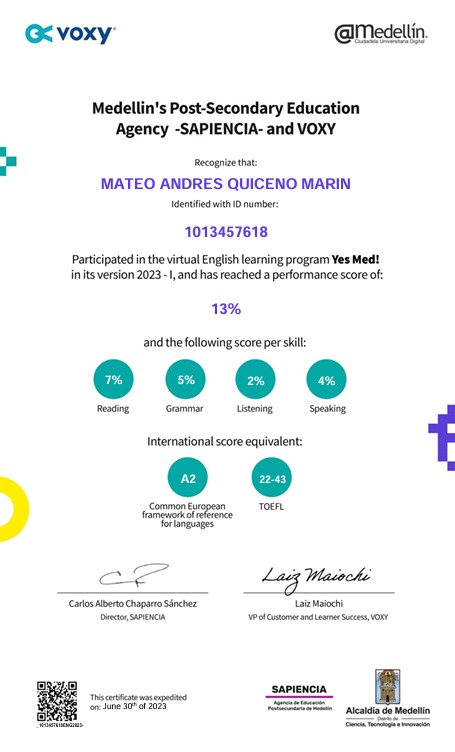 voxy®
@Medellín.
Ciudadela Universitaria Digital
Medellin's Post-Secondary Education
Agency -SAPIENCIA- and VOXY
Recognize that:
MATEO ANDRES QUICENO MARIN
Identified with ID number:
1013457618
Participated in the virtual English learning program Yes Med!
in its version 2023 - I, and has reached a performance score of:
13%
and the following score per skill:
7% 5% 2% 4%
Reading Grammar Listening Speaking
International score equivalent:
A2 22-43
Common European
framework of reference
for languages
TOEFL
Laiz Maiochi
Carlos Alberto Chaparro Sánchez
Director, SAPIENCIA
Laiz Maiochi
VP of Customer and Learner Success, VOXY
This certificate was expedited
on: June 30th of 2023
SAPIENCIA
Agencia de Educación
Postsecundaria de Medellín
Alcaldía de Medellín
Distrito de
Ciencia, Tecnología e Innovación